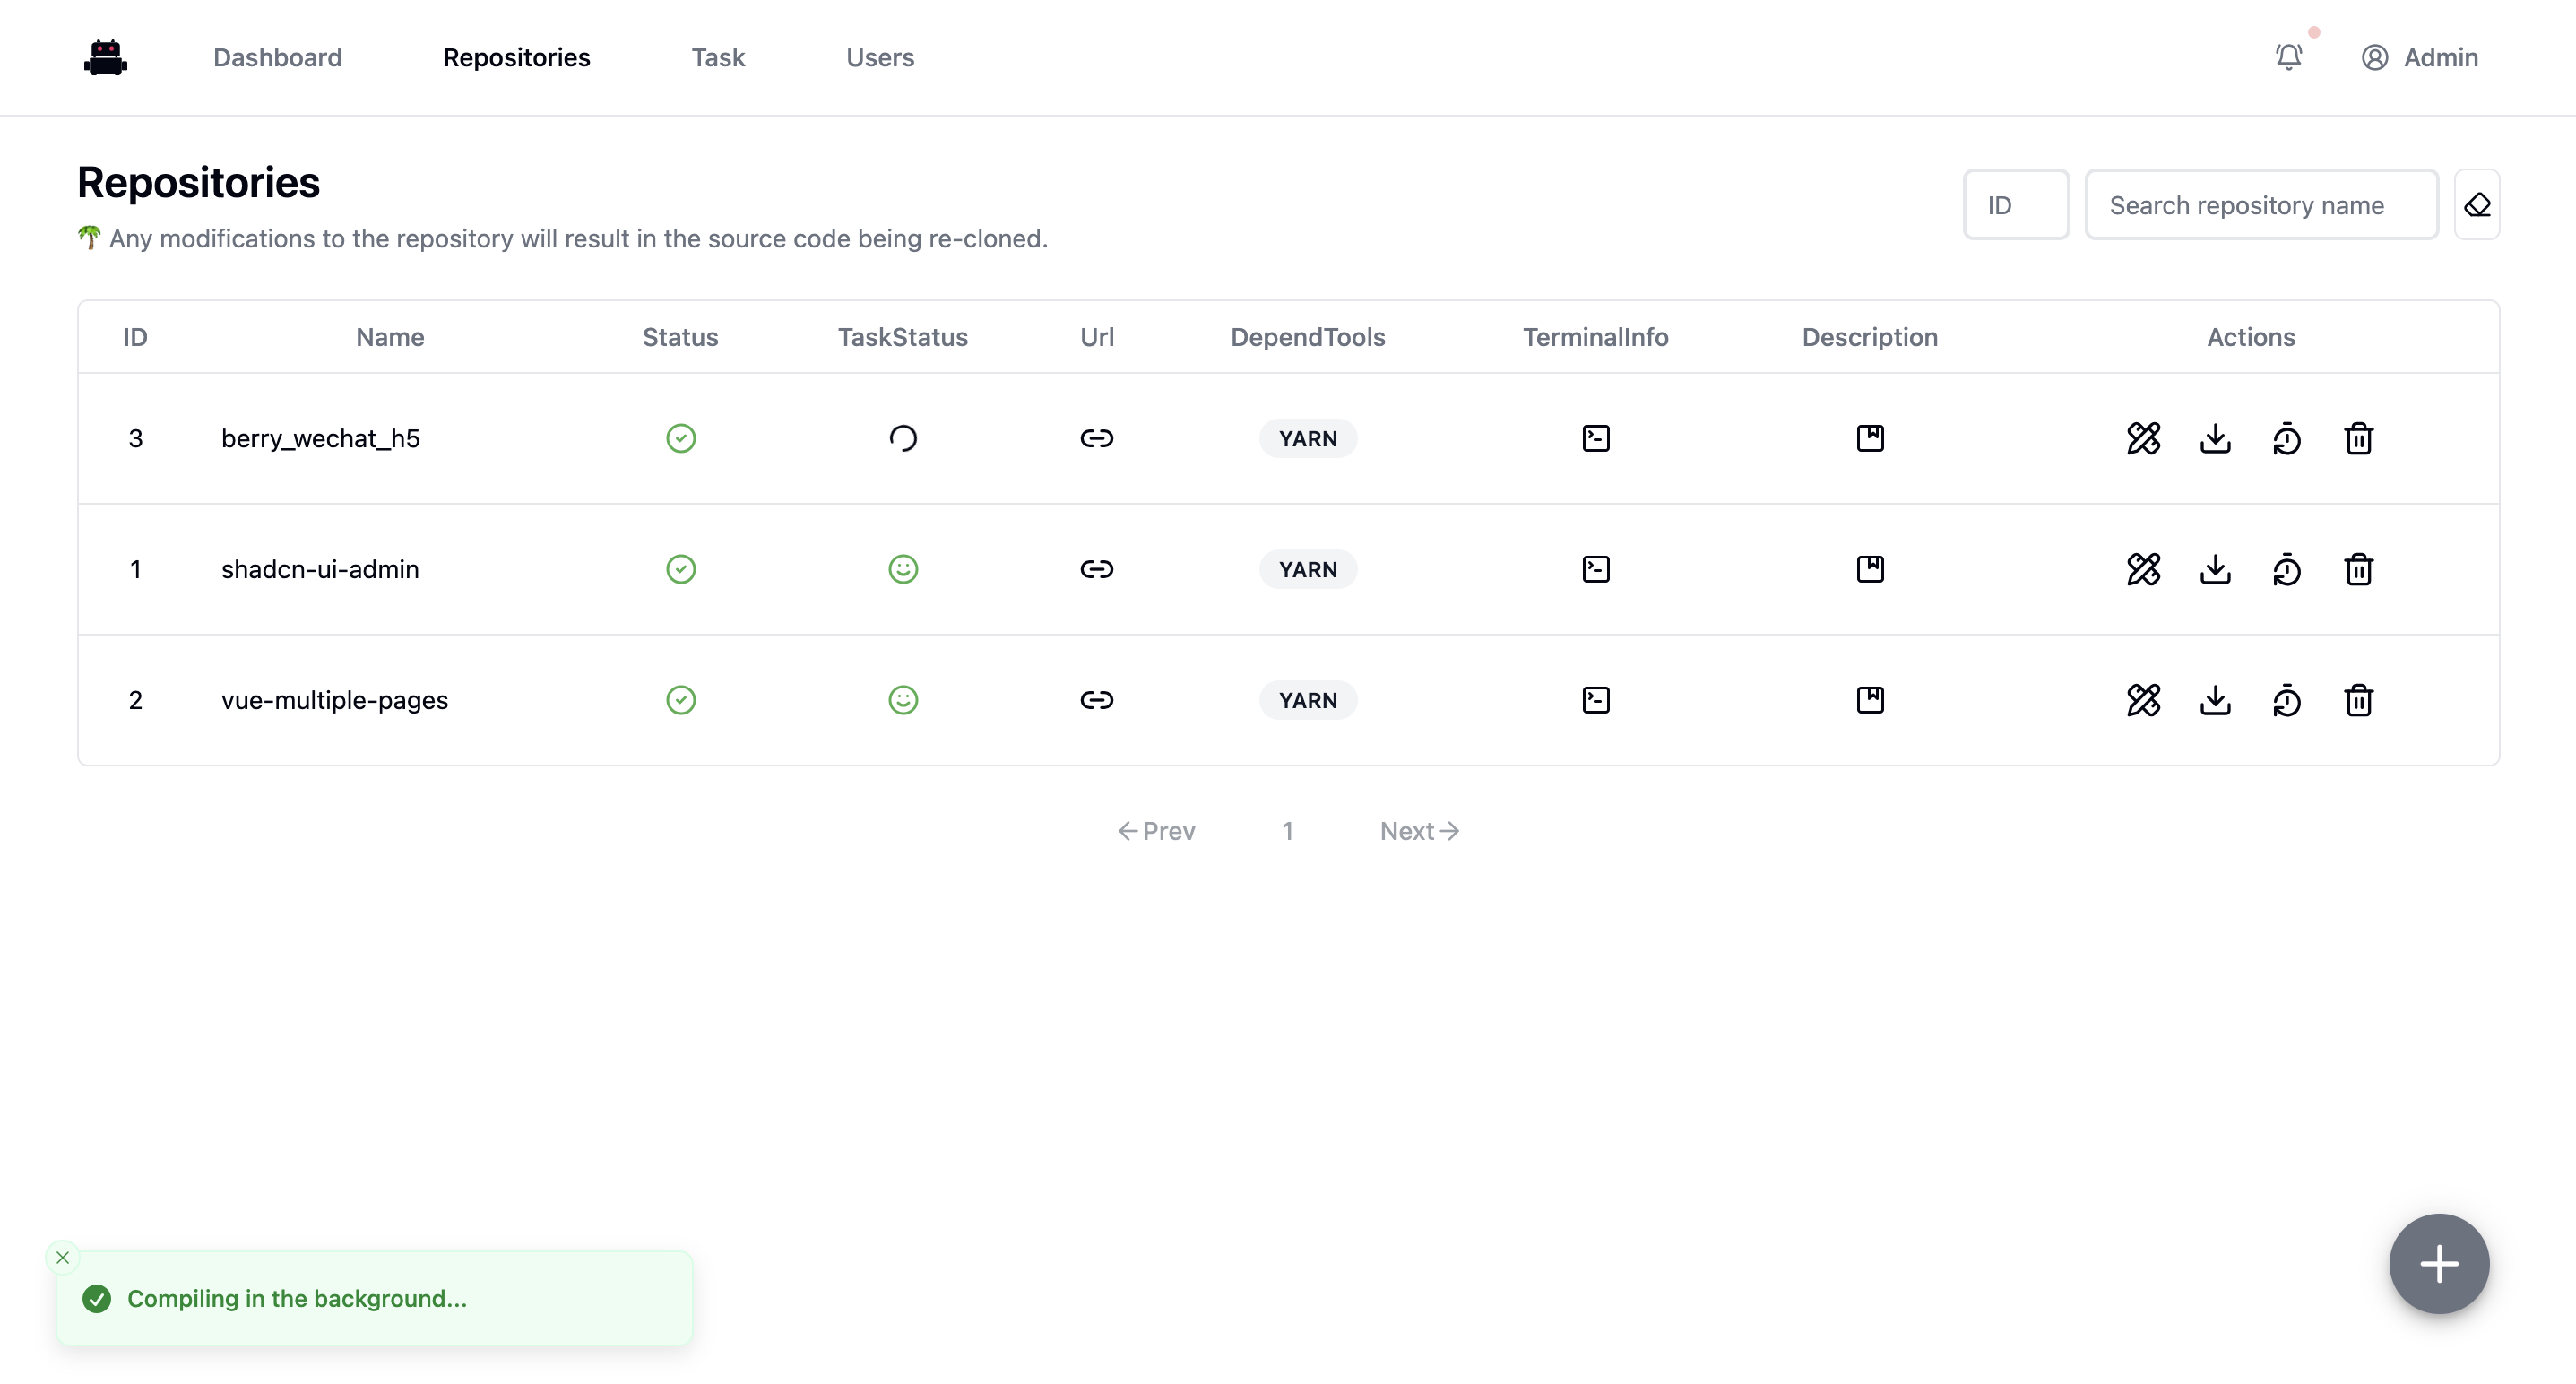 Dashboard Repositories Task Users Admin
Repositories
🌴 Any modifications to the repository will result in the source code being re-cloned.
ID Search repository name
ID Name Status TaskStatus Url DependTools TerminalInfo Description Actions
3 berry_wechat_h5 YARN
1 shadcn-ui-admin YARN
2 vue-multiple-pages YARN
Prev 1 Next
Compiling in the background...